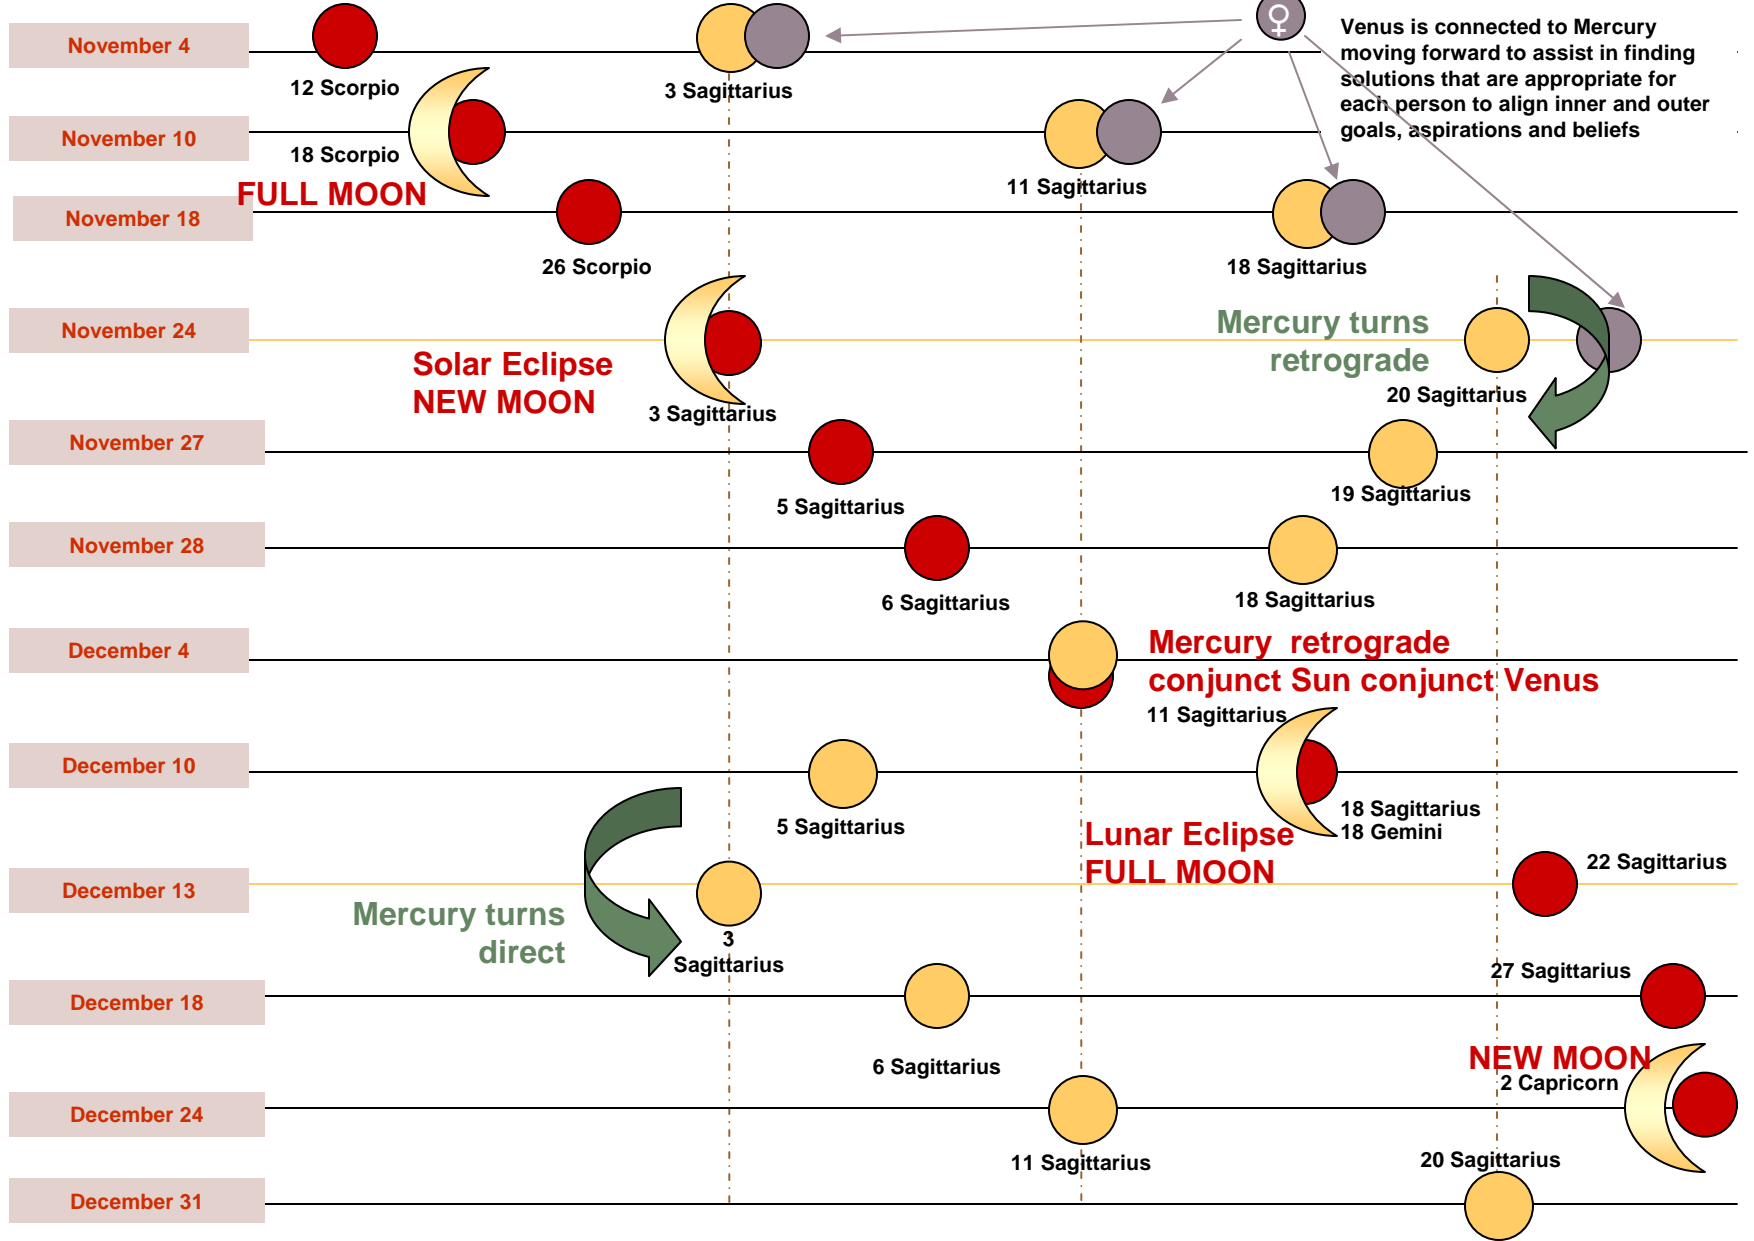 November 4
12 Scorpio
3 Sagittarius
♀
Venus is connected to Mercury
moving forward to assist in finding
solutions that are appropriate for
each person to align inner and outer
goals, aspirations and beliefs
November 10
18 Scorpio
FULL MOON
11 Sagittarius
November 18
26 Scorpio
18 Sagittarius
November 24
Solar Eclipse
NEW MOON
3 Sagittarius
Mercury turns
retrograde
20 Sagittarius
November 27
5 Sagittarius
19 Sagittarius
November 28
6 Sagittarius
18 Sagittarius
December 4
Mercury retrograde
conjunct Sun conjunct Venus
11 Sagittarius
December 10
5 Sagittarius
18 Sagittarius
18 Gemini
Lunar Eclipse
FULL MOON
December 13
Mercury turns
direct
3
Sagittarius
22 Sagittarius
December 18
6 Sagittarius
27 Sagittarius
NEW MOON
2 Capricorn
December 24
11 Sagittarius
20 Sagittarius
December 31